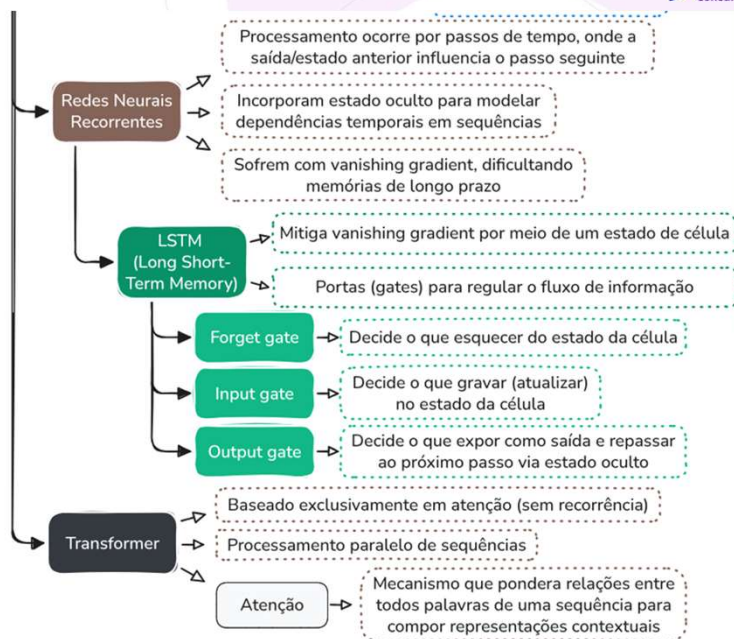 Processamento ocorre por passos de tempo, onde a
saída/estado anterior influencia o passo seguinte
Redes Neurais
Recorrentes
Incorporam estado oculto para modelar
dependências temporais em sequências
Sofrem com vanishing gradient, dificultando
memórias de longo prazo
LSTM
(Long Short-
Term Memory)
Mitiga vanishing gradient por meio de um estado de célula
Portas (gates) para regular o fluxo de informação
Forget gate
Decide o que esquecer do estado da célula
Input gate
Decide o que gravar (atualizar)
no estado da célula
Output gate
Decide o que expor como saída e repassar
ao próximo passo via estado oculto
Transformer
Baseado exclusivamente em atenção (sem recorrência)
Processamento paralelo de sequências
Atenção
Mecanismo que pondera relações entre
todos palavras de uma sequência para
compor representações contextuais